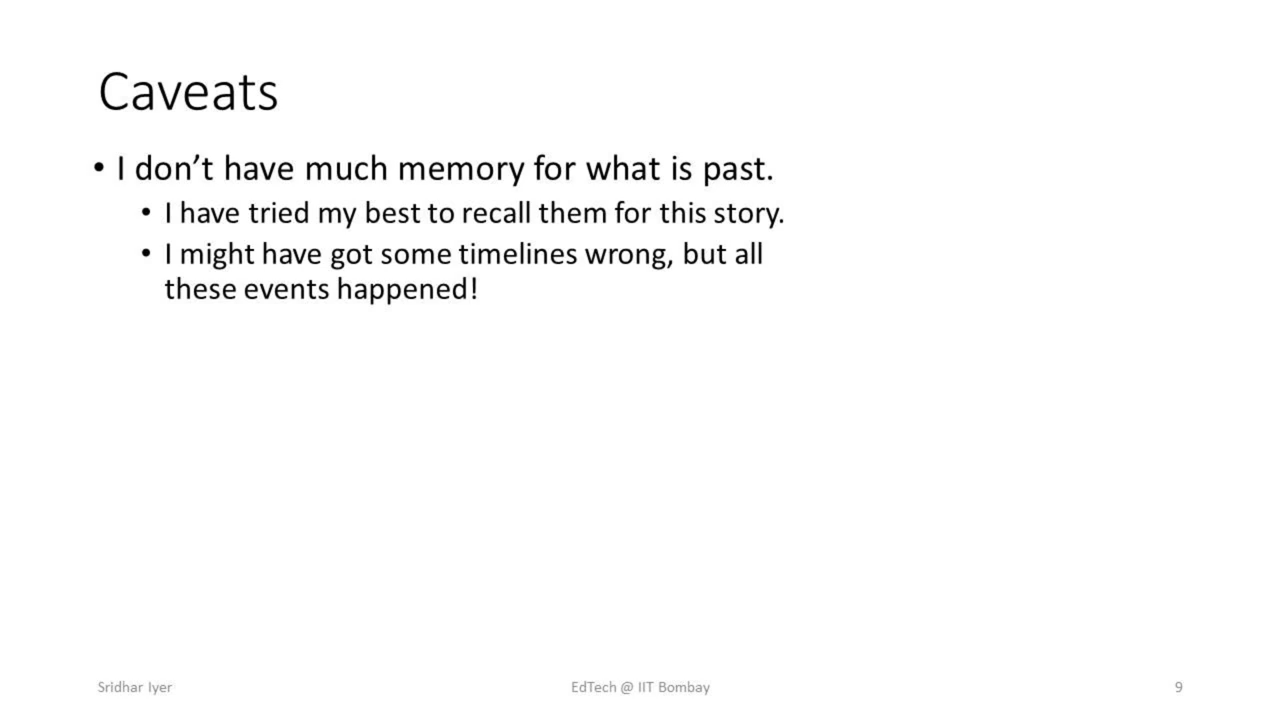 Caveats
• I don’t have much memory for what is past.
• I have tried my best to recall them for this story.
• I might have got some timelines wrong, but all
these events happened!
Sridhar Iyer
EdTech @ IIT Bombay
9